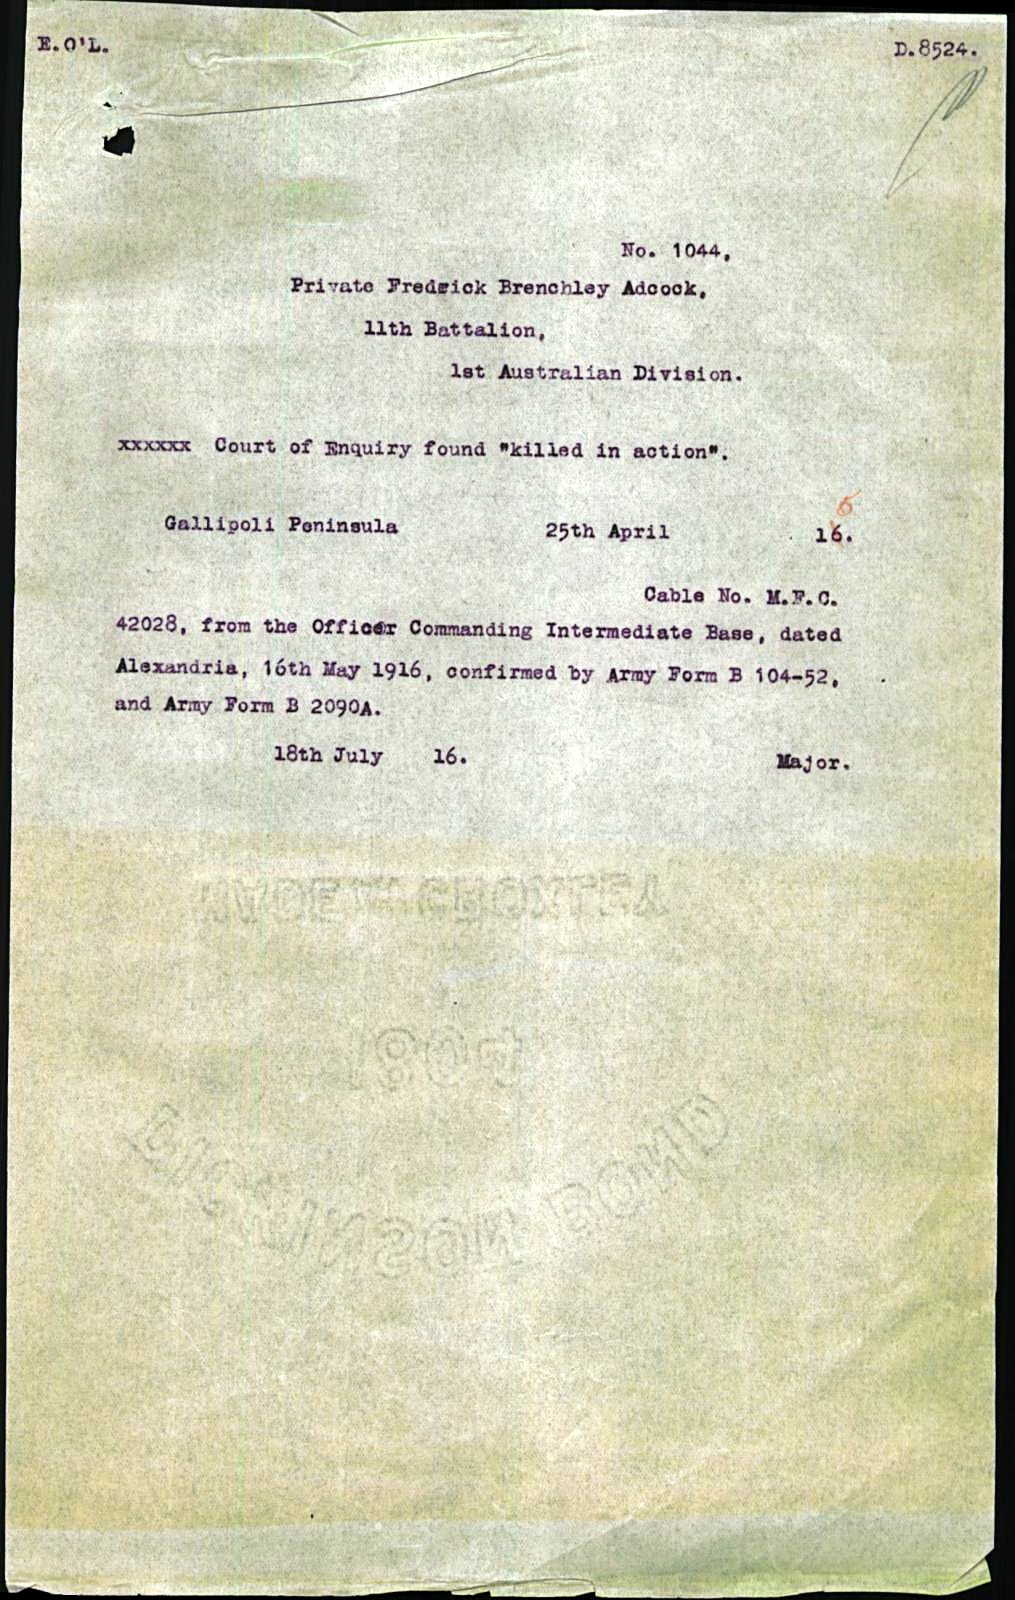 E.O'L.
D.8524.
No. 1044,
Private Fredrick Brenchley Adcock,
11th Battalion,
1st Australian Division.
xxxxxx Court of Enquiry found "killed in action".
5
Gallipoli Peninsula 25th April 16.
Cable No. M.F.C.
42028, from the Officer Commanding Intermediate Base, dated
Alexandria, 16th May 1916, confirmed by Army Form B 104-52,
and Army Form B 2090A.
18th July 16. Major.